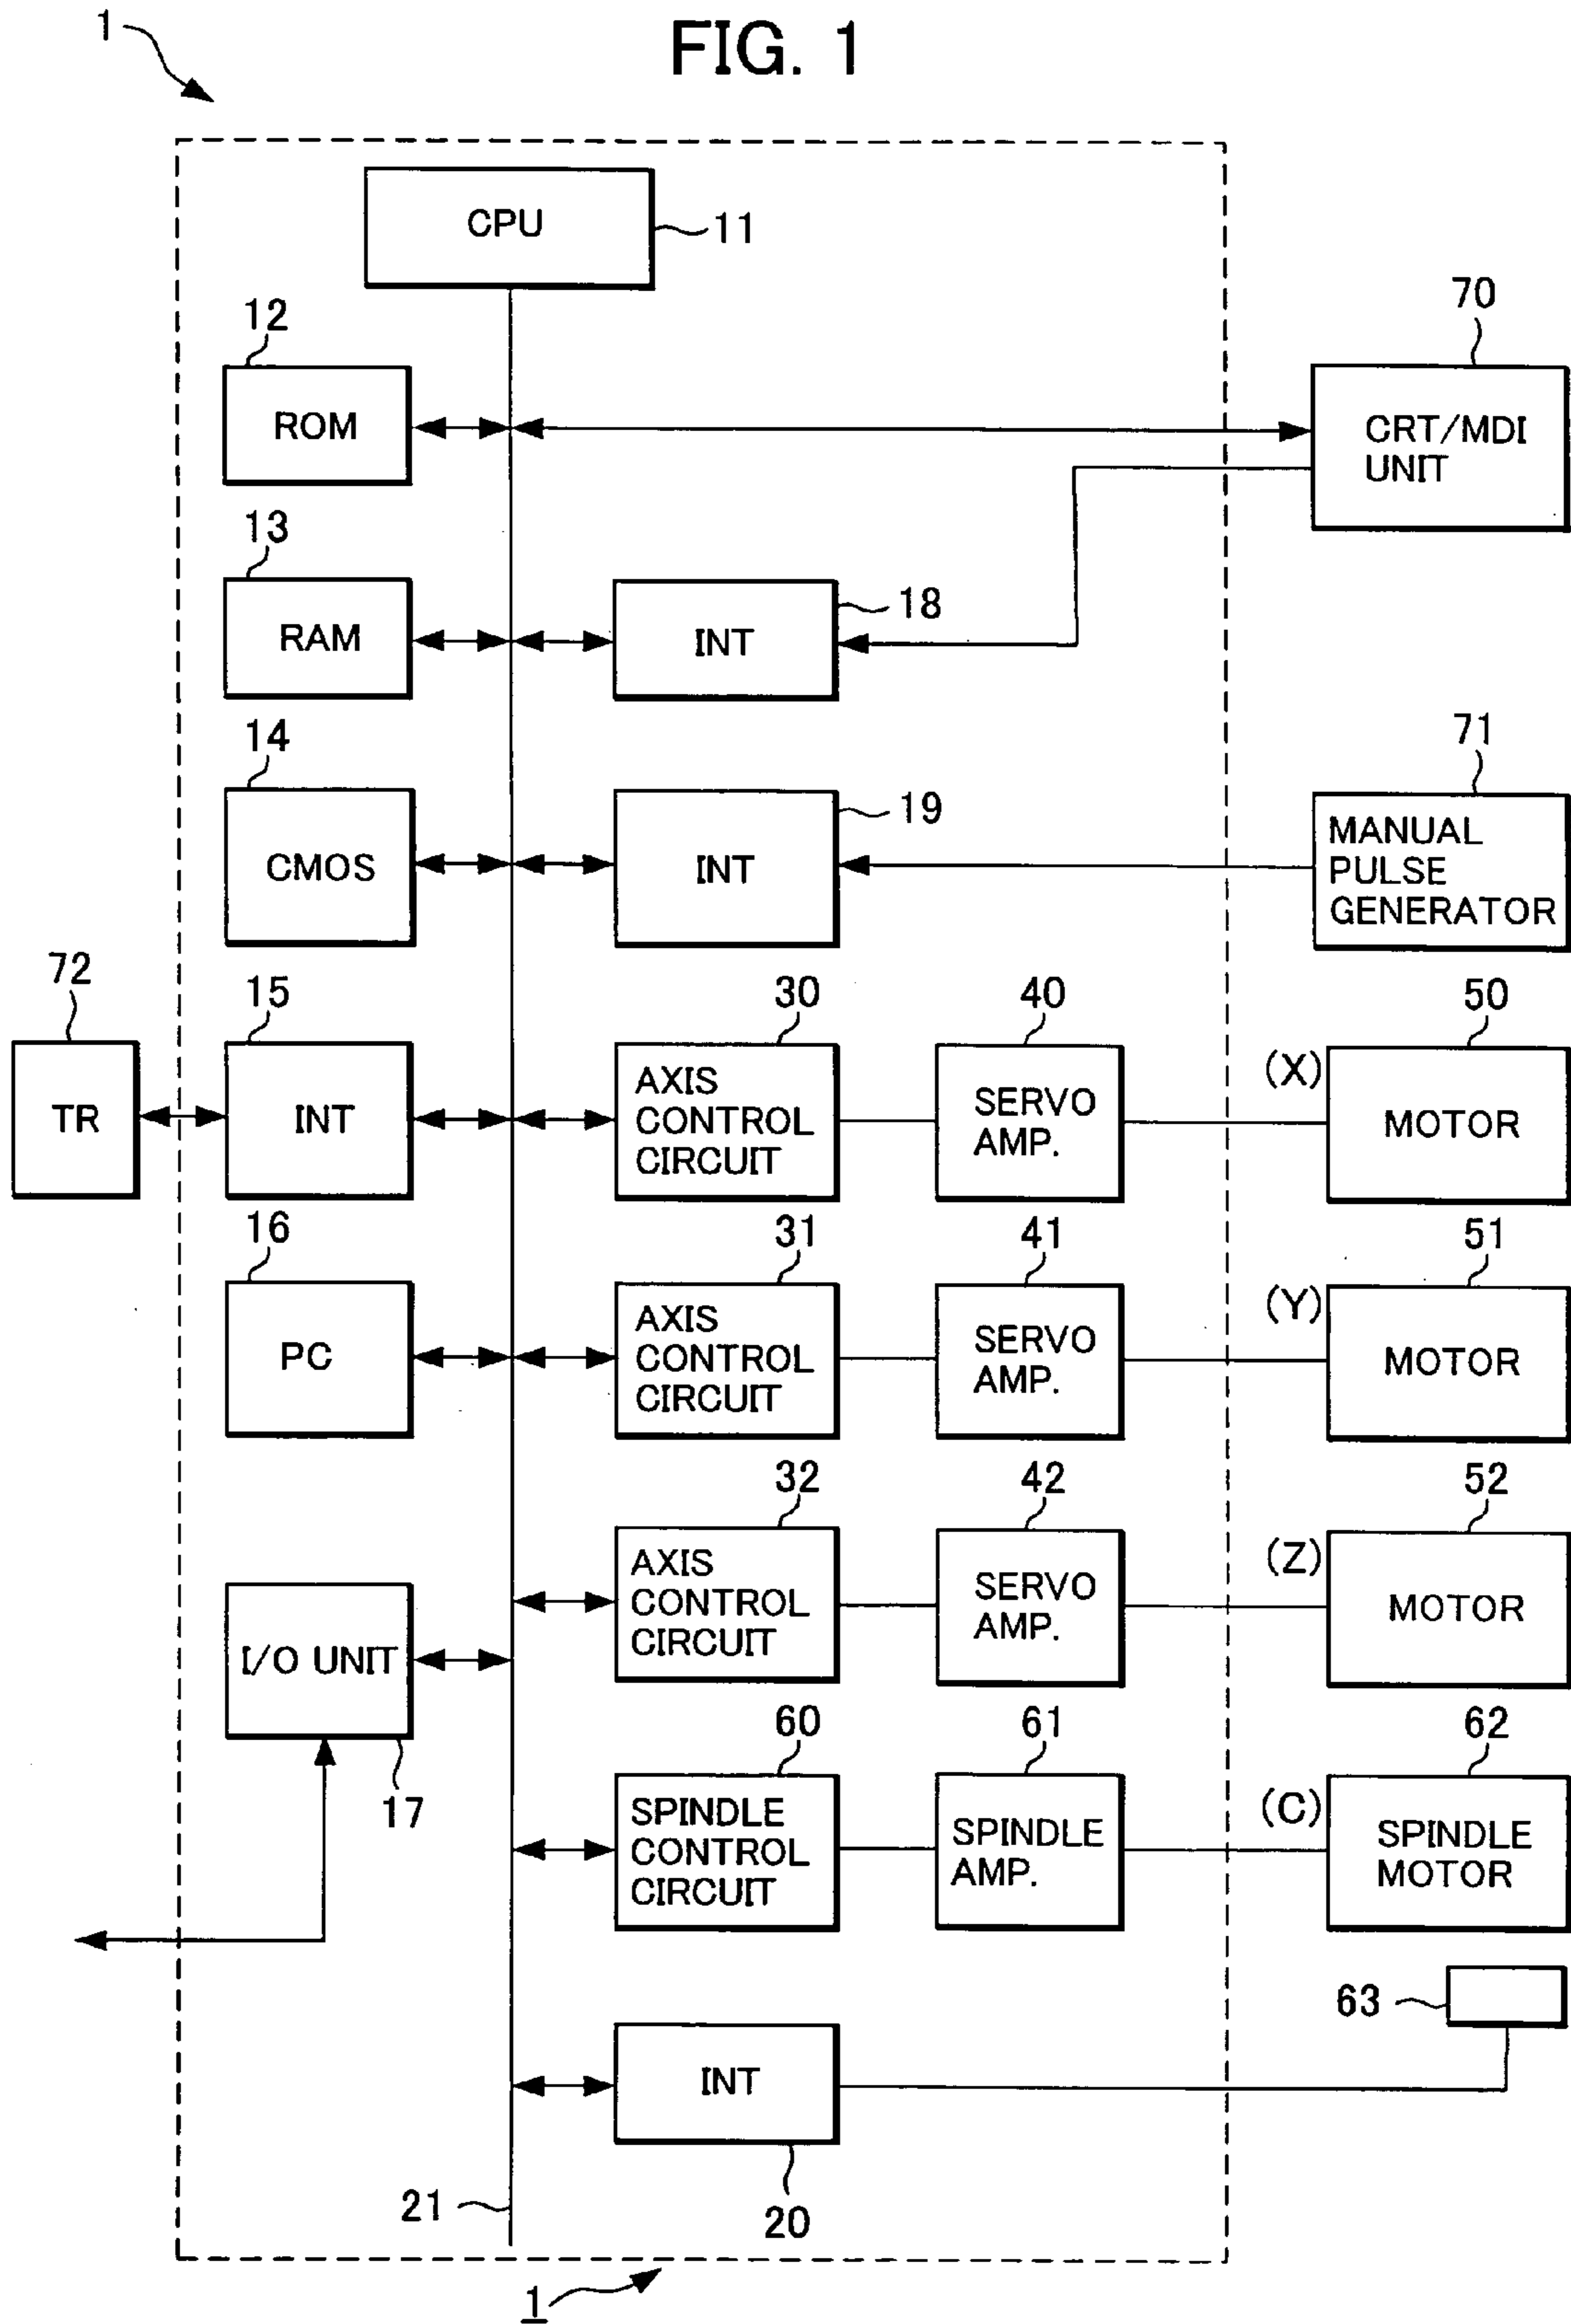 FIG. 1
1
CPU
11
12
ROM
70
CRT/MDI
UNIT
13
RAM
18
INT
14
CMOS
19
INT
71
MANUAL
PULSE
GENERATOR
72
TR
15
INT
30
AXIS
CONTROL
CIRCUIT
40
SERVO
AMP.
(X)
50
MOTOR
16
PC
31
AXIS
CONTROL
CIRCUIT
41
SERVO
AMP.
(Y)
51
MOTOR
32
AXIS
CONTROL
CIRCUIT
42
SERVO
AMP.
(Z)
52
MOTOR
I/O UNIT
17
60
SPINDLE
CONTROL
CIRCUIT
61
SPINDLE
AMP.
(C)
62
SPINDLE
MOTOR
63
INT
20
21
1